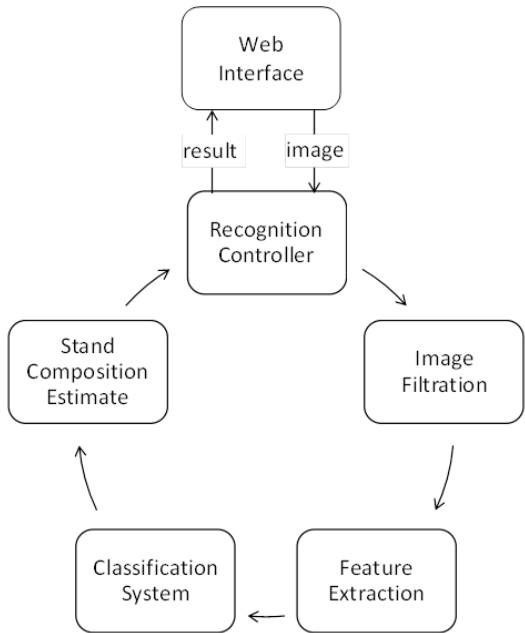 Web
Interface
result
image
Recognition
Controller
Stand
Composition
Estimate
Image
Filtration
Classification
System
Feature
Extraction